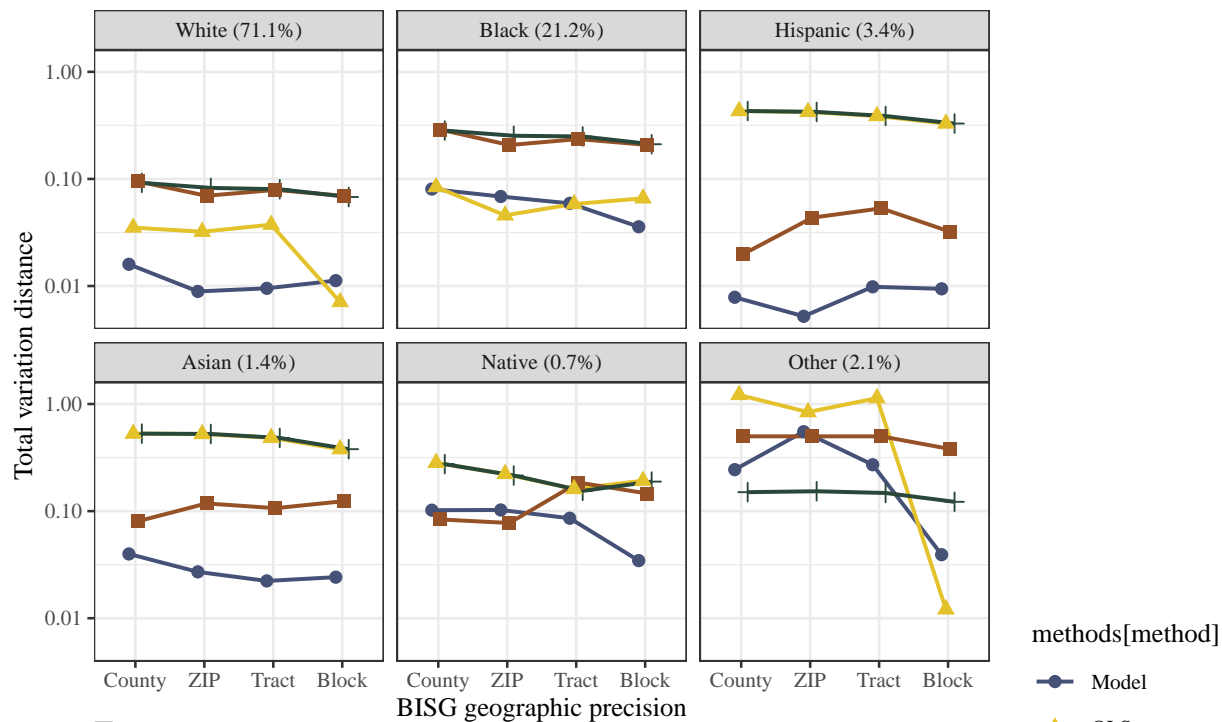 White (71.1%) Black (21.2%) Hispanic (3.4%)
1.00
0.10
0.01
Total variation distance
Asian (1.4%) Native (0.7%) Other (2.1%)
1.00
0.10
0.01
County ZIP Tract Block County ZIP Tract Block County ZIP Tract Block
BISG geographic precision
methods[method]
Model